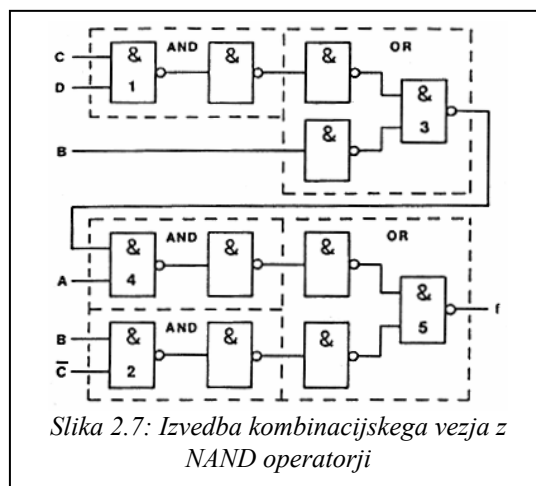 AND OR
C & & & &
D 1 3
B &
AND OR
A & & & &
4 5 f
AND
B & & &
C̅ 2
Slika 2.7: Izvedba kombinacijskega vezja z
NAND operatorji